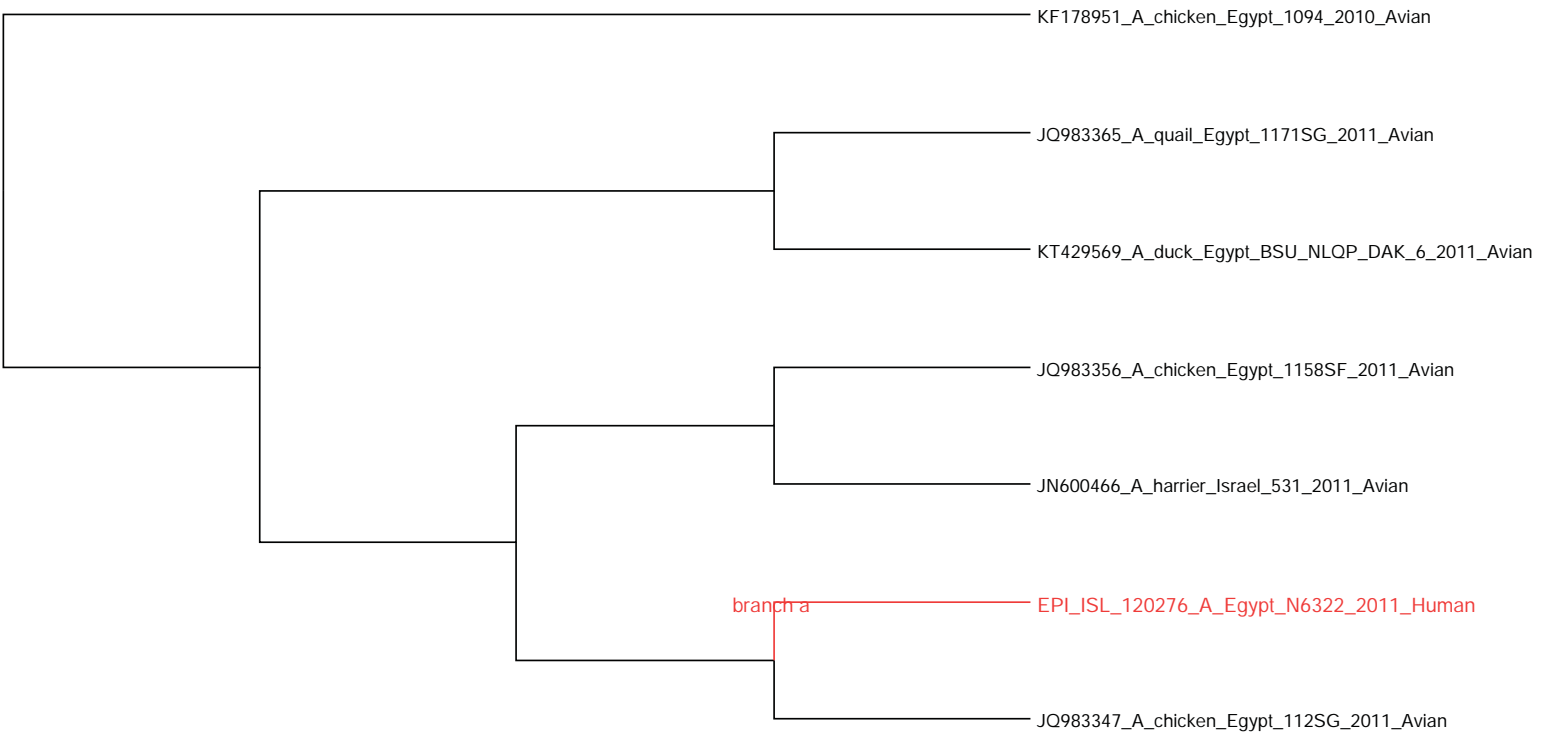 KF178951_A_chicken_Egypt_1094_2010_Avian
JQ983365_A_quail_Egypt_1171SG_2011_Avian
KT429569_A_duck_Egypt_BSU_NLQP_DAK_6_2011_Avian
JQ983356_A_chicken_Egypt_1158SF_2011_Avian
JN600466_A_harrier_Israel_531_2011_Avian
branch a
EPI_ISL_120276_A_Egypt_N6322_2011_Human
JQ983347_A_chicken_Egypt_112SG_2011_Avian